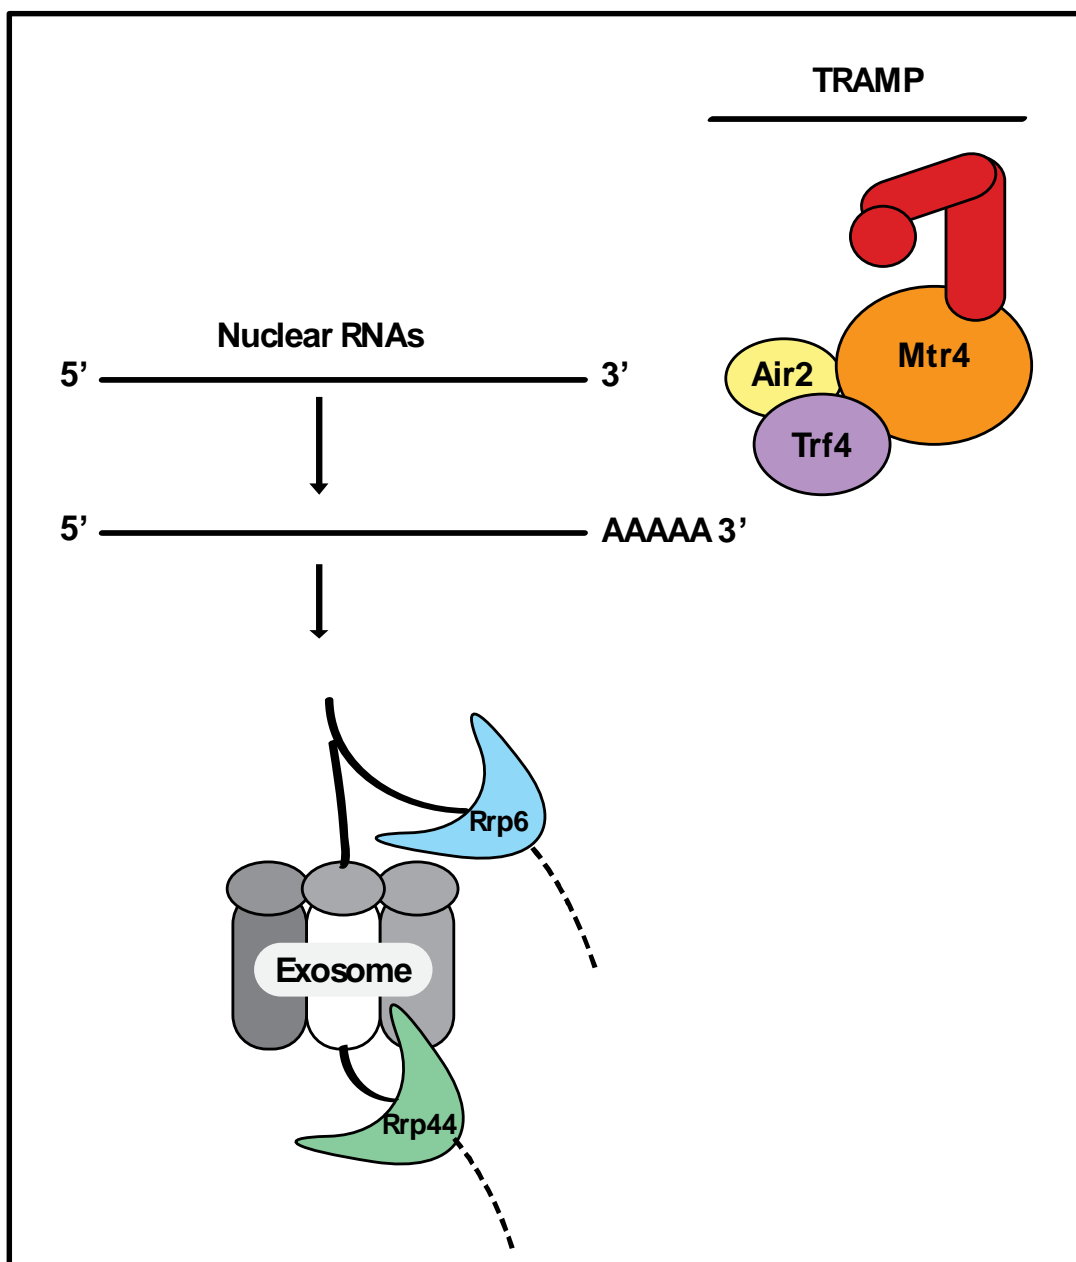 TRAMP
Nuclear RNAs
5’ 3’
Mtr4
Air2
Trf4
5’ AAAAA 3’
Rrp6
Exosome
Rrp44